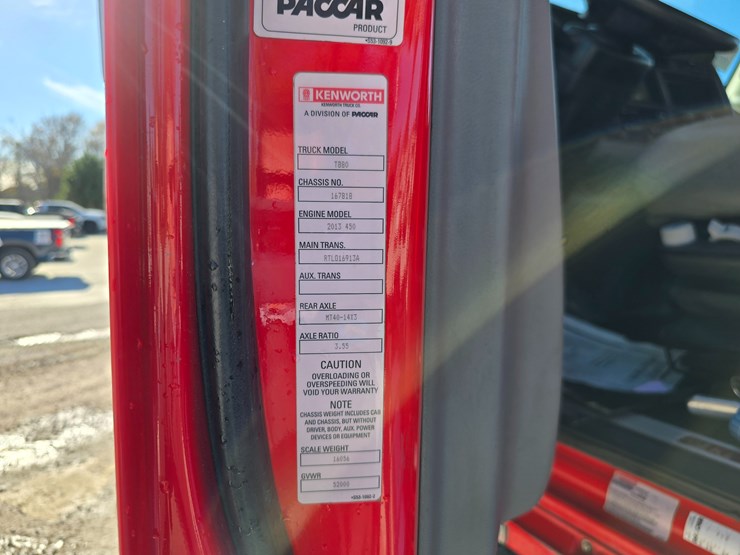 PACCAR
PRODUCT
KENWORTH
KENWORTH TRUCK CO.
A DIVISION OF PACCAR
TRUCK MODEL
T880
CHASSIS NO.
167818
ENGINE MODEL
2013 450
MAIN TRANS.
RTLO16913A
AUX. TRANS
REAR AXLE
AXLE RATIO
3.55
CAUTION
OVERLOADING OR
OVERSPEEDING WILL
VOID YOUR WARRANTY
NOTE
CHASSIS WEIGHT INCLUDES CAB
AND CHASSIS, BUT WITHOUT
DRIVER, BODY, AUX. POWER
DEVICES OR EQUIPMENT
SCALE WEIGHT
16056
GVWR
52000